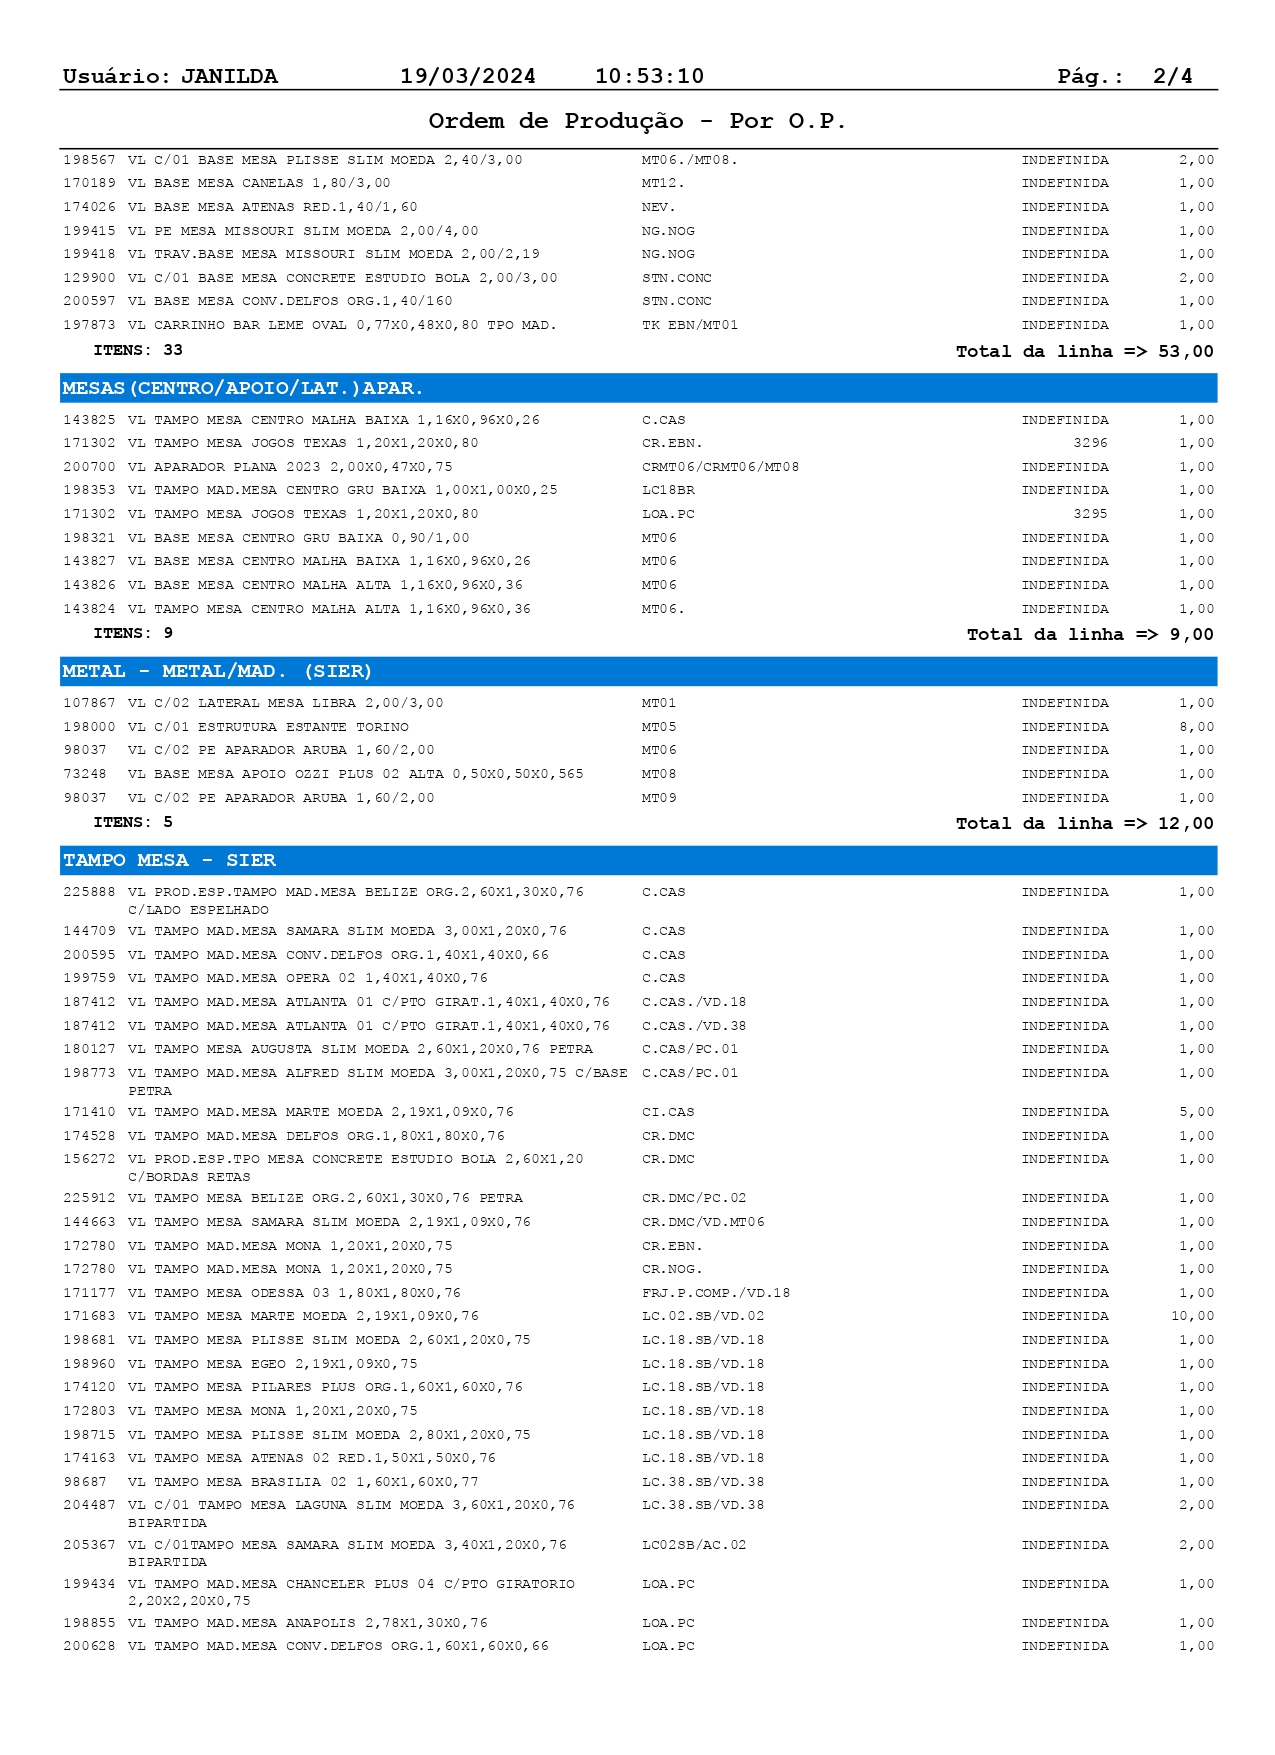 Usuário: JANILDA 19/03/2024 10:53:10 Pág.: 2/4
Ordem de Produção - Por O.P.
198567 VL C/01 BASE MESA PLISSE SLIM MOEDA 2,40/3,00 MT06./MT08. INDEFINIDA 2,00
170189 VL BASE MESA CANELAS 1,80/3,00 MT12. INDEFINIDA 1,00
174026 VL BASE MESA ATENAS RED.1,40/1,60 NEV. INDEFINIDA 1,00
199415 VL PE MESA MISSOURI SLIM MOEDA 2,00/4,00 NG.NOG INDEFINIDA 1,00
199418 VL TRAV.BASE MESA MISSOURI SLIM MOEDA 2,00/2,19 NG.NOG INDEFINIDA 1,00
129900 VL C/01 BASE MESA CONCRETE ESTUDIO BOLA 2,00/3,00 STN.CONC INDEFINIDA 2,00
200597 VL BASE MESA CONV.DELFOS ORG.1,40/160 STN.CONC INDEFINIDA 1,00
197873 VL CARRINHO BAR LEME OVAL 0,77X0,48X0,80 TPO MAD. TK EBN/MT01 INDEFINIDA 1,00
ITENS: 33 Total da linha => 53,00
MESAS(CENTRO/APOIO/LAT.)APAR.
143825 VL TAMPO MESA CENTRO MALHA BAIXA 1,16X0,96X0,26 C.CAS INDEFINIDA 1,00
171302 VL TAMPO MESA JOGOS TEXAS 1,20X1,20X0,80 CR.EBN. 3296 1,00
200700 VL APARADOR PLANA 2023 2,00X0,47X0,75 CRMT06/CRMT06/MT08 INDEFINIDA 1,00
198353 VL TAMPO MAD.MESA CENTRO GRU BAIXA 1,00X1,00X0,25 LC18BR INDEFINIDA 1,00
171302 VL TAMPO MESA JOGOS TEXAS 1,20X1,20X0,80 LOA.PC 3295 1,00
198321 VL BASE MESA CENTRO GRU BAIXA 0,90/1,00 MT06 INDEFINIDA 1,00
143827 VL BASE MESA CENTRO MALHA BAIXA 1,16X0,96X0,26 MT06 INDEFINIDA 1,00
143826 VL BASE MESA CENTRO MALHA ALTA 1,16X0,96X0,36 MT06 INDEFINIDA 1,00
143824 VL TAMPO MESA CENTRO MALHA ALTA 1,16X0,96X0,36 MT06. INDEFINIDA 1,00
ITENS: 9 Total da linha => 9,00
METAL - METAL/MAD. (SIER)
107867 VL C/02 LATERAL MESA LIBRA 2,00/3,00 MT01 INDEFINIDA 1,00
198000 VL C/01 ESTRUTURA ESTANTE TORINO MT05 INDEFINIDA 8,00
98037 VL C/02 PE APARADOR ARUBA 1,60/2,00 MT06 INDEFINIDA 1,00
73248 VL BASE MESA APOIO OZZI PLUS 02 ALTA 0,50X0,50X0,565 MT08 INDEFINIDA 1,00
98037 VL C/02 PE APARADOR ARUBA 1,60/2,00 MT09 INDEFINIDA 1,00
ITENS: 5 Total da linha => 12,00
TAMPO MESA - SIER
225888 VL PROD.ESP.TAMPO MAD.MESA BELIZE ORG.2,60X1,30X0,76 C.CAS INDEFINIDA 1,00
C/LADO ESPELHADO
144709 VL TAMPO MAD.MESA SAMARA SLIM MOEDA 3,00X1,20X0,76 C.CAS INDEFINIDA 1,00
200595 VL TAMPO MAD.MESA CONV.DELFOS ORG.1,40X1,40X0,66 C.CAS INDEFINIDA 1,00
199759 VL TAMPO MAD.MESA OPERA 02 1,40X1,40X0,76 C.CAS INDEFINIDA 1,00
187412 VL TAMPO MAD.MESA ATLANTA 01 C/PTO GIRAT.1,40X1,40X0,76 C.CAS./VD.18 INDEFINIDA 1,00
187412 VL TAMPO MAD.MESA ATLANTA 01 C/PTO GIRAT.1,40X1,40X0,76 C.CAS./VD.38 INDEFINIDA 1,00
180127 VL TAMPO MESA AUGUSTA SLIM MOEDA 2,60X1,20X0,76 PETRA C.CAS/PC.01 INDEFINIDA 1,00
198773 VL TAMPO MAD.MESA ALFRED SLIM MOEDA 3,00X1,20X0,75 C/BASE C.CAS/PC.01 INDEFINIDA 1,00
PETRA
171410 VL TAMPO MAD.MESA MARTE MOEDA 2,19X1,09X0,76 CI.CAS INDEFINIDA 5,00
174528 VL TAMPO MAD.MESA DELFOS ORG.1,80X1,80X0,76 CR.DMC INDEFINIDA 1,00
156272 VL PROD.ESP.TPO MESA CONCRETE ESTUDIO BOLA 2,60X1,20 CR.DMC INDEFINIDA 1,00
C/BORDAS RETAS
225912 VL TAMPO MESA BELIZE ORG.2,60X1,30X0,76 PETRA CR.DMC/PC.02 INDEFINIDA 1,00
144663 VL TAMPO MESA SAMARA SLIM MOEDA 2,19X1,09X0,76 CR.DMC/VD.MT06 INDEFINIDA 1,00
172780 VL TAMPO MAD.MESA MONA 1,20X1,20X0,75 CR.EBN. INDEFINIDA 1,00
172780 VL TAMPO MAD.MESA MONA 1,20X1,20X0,75 CR.NOG. INDEFINIDA 1,00
171177 VL TAMPO MESA ODESSA 03 1,80X1,80X0,76 FRJ.P.COMP./VD.18 INDEFINIDA 1,00
171683 VL TAMPO MESA MARTE MOEDA 2,19X1,09X0,76 LC.02.SB/VD.02 INDEFINIDA 10,00
198681 VL TAMPO MESA PLISSE SLIM MOEDA 2,60X1,20X0,75 LC.18.SB/VD.18 INDEFINIDA 1,00
198960 VL TAMPO MESA EGEO 2,19X1,09X0,75 LC.18.SB/VD.18 INDEFINIDA 1,00
174120 VL TAMPO MESA PILARES PLUS ORG.1,60X1,60X0,76 LC.18.SB/VD.18 INDEFINIDA 1,00
172803 VL TAMPO MESA MONA 1,20X1,20X0,75 LC.18.SB/VD.18 INDEFINIDA 1,00
198715 VL TAMPO MESA PLISSE SLIM MOEDA 2,80X1,20X0,75 LC.18.SB/VD.18 INDEFINIDA 1,00
174163 VL TAMPO MESA ATENAS 02 RED.1,50X1,50X0,76 LC.18.SB/VD.18 INDEFINIDA 1,00
98687 VL TAMPO MESA BRASILIA 02 1,60X1,60X0,77 LC.38.SB/VD.38 INDEFINIDA 1,00
204487 VL C/01 TAMPO MESA LAGUNA SLIM MOEDA 3,60X1,20X0,76 LC.38.SB/VD.38 INDEFINIDA 2,00
BIPARTIDA
205367 VL C/01TAMPO MESA SAMARA SLIM MOEDA 3,40X1,20X0,76 LC02SB/AC.02 INDEFINIDA 2,00
BIPARTIDA
199434 VL TAMPO MAD.MESA CHANCELER PLUS 04 C/PTO GIRATORIO LOA.PC INDEFINIDA 1,00
2,20X2,20X0,75
198855 VL TAMPO MAD.MESA ANAPOLIS 2,78X1,30X0,76 LOA.PC INDEFINIDA 1,00
200628 VL TAMPO MAD.MESA CONV.DELFOS ORG.1,60X1,60X0,66 LOA.PC INDEFINIDA 1,00